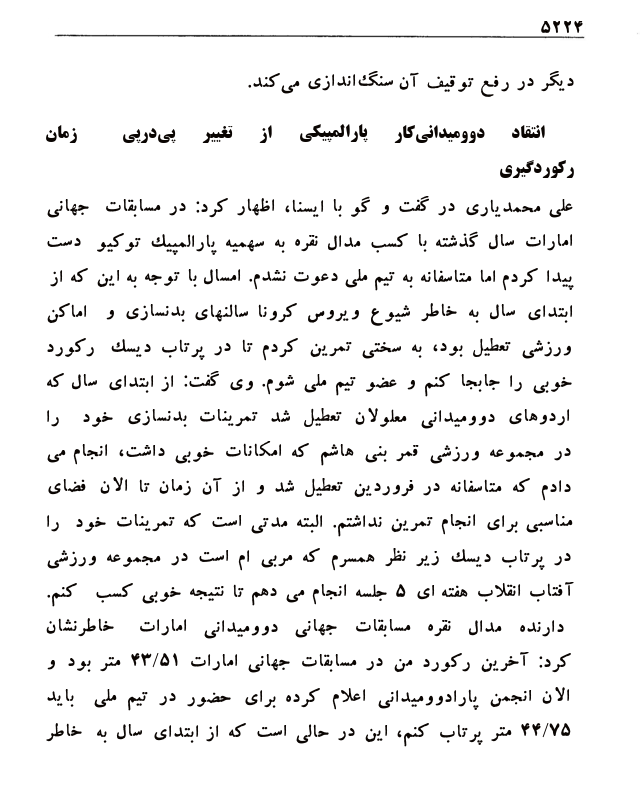 ۵۲۲۴
دیگر در رفع توقیف آن سنگ‌اندازی می‌کند.
انتقاد دوومیدانی‌کار پارالمپیکی از تغییر پی‌درپی زمان
رکوردگیری
علی محمدیاری در گفت و گو با ایسنا، اظهار کرد: در مسابقات جهانی
امارات سال گذشته با کسب مدال نقره به سهمیه پارالمپیک توکیو دست
پیدا کردم اما متاسفانه به تیم ملی دعوت نشدم. امسال با توجه به این که از
ابتدای سال به خاطر شیوع ویروس کرونا سالنهای بدنسازی و اماکن
ورزشی تعطیل بود، به سختی تمرین کردم تا در پرتاب دیسک رکورد
خوبی را جابجا کنم و عضو تیم ملی شوم. وی گفت: از ابتدای سال که
اردوهای دوومیدانی معلولان تعطیل شد تمرینات بدنسازی خود را
در مجموعه ورزشی قمر بنی هاشم که امکانات خوبی داشت، انجام می
دادم که متاسفانه در فروردین تعطیل شد و از آن زمان تا الان فضای
مناسبی برای انجام تمرین نداشتم. البته مدتی است که تمرینات خود را
در پرتاب دیسک زیر نظر همسرم که مربی ام است در مجموعه ورزشی
آفتاب انقلاب هفته ای ۵ جلسه انجام می دهم تا نتیجه خوبی کسب کنم.
دارنده مدال نقره مسابقات جهانی دوومیدانی امارات خاطرنشان
کرد: آخرین رکورد من در مسابقات جهانی امارات ۴۳/۵۱ متر بود و
الان انجمن پارادوومیدانی اعلام کرده برای حضور در تیم ملی باید
۴۴/۷۵ متر پرتاب کنم، این در حالی است که از ابتدای سال به خاطر